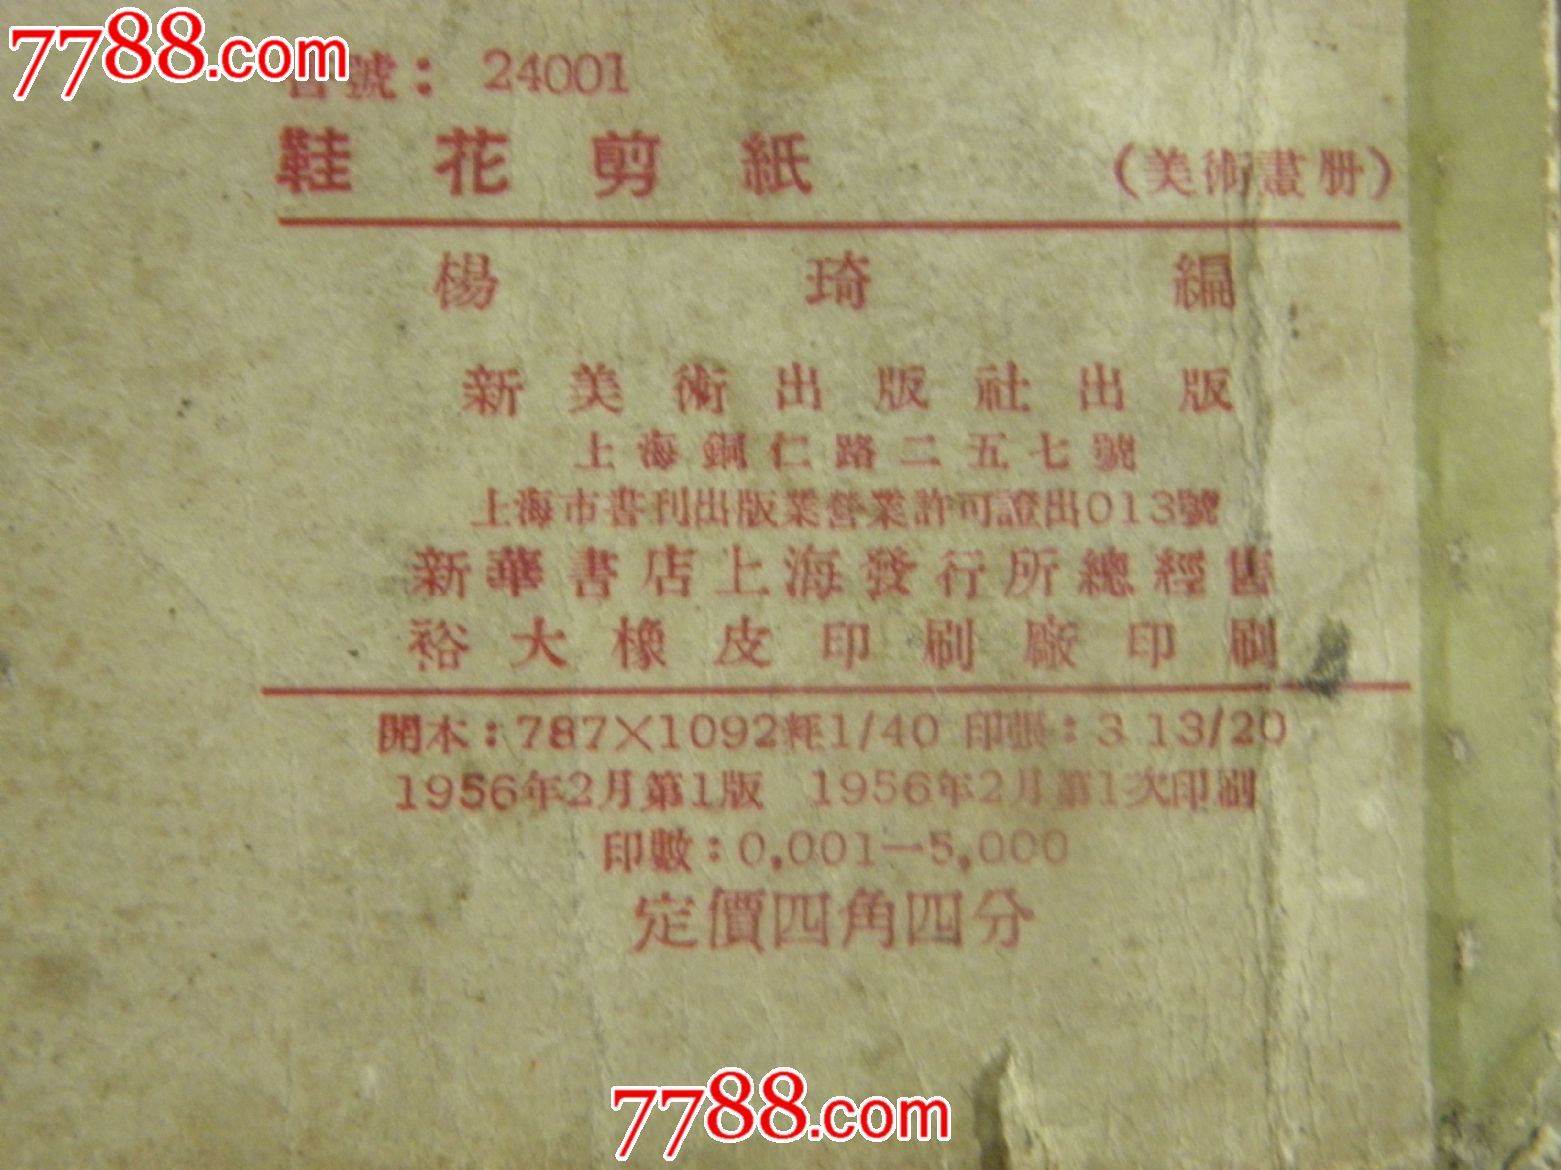 7788.com
書號：24001
鞋花剪紙 （美術畫册）
楊琦編
新美術出版社出版
上海銅仁路二五七號
上海市書刊出版業營業許可證出013號
新華書店上海發行所總經售
裕大橡皮印刷廠印刷
開本：787×1092粍1/40 印張：3 13/20
1956年2月第1版 1956年2月第1次印刷
印數：0,001—5,000
定價四角四分
7788.com